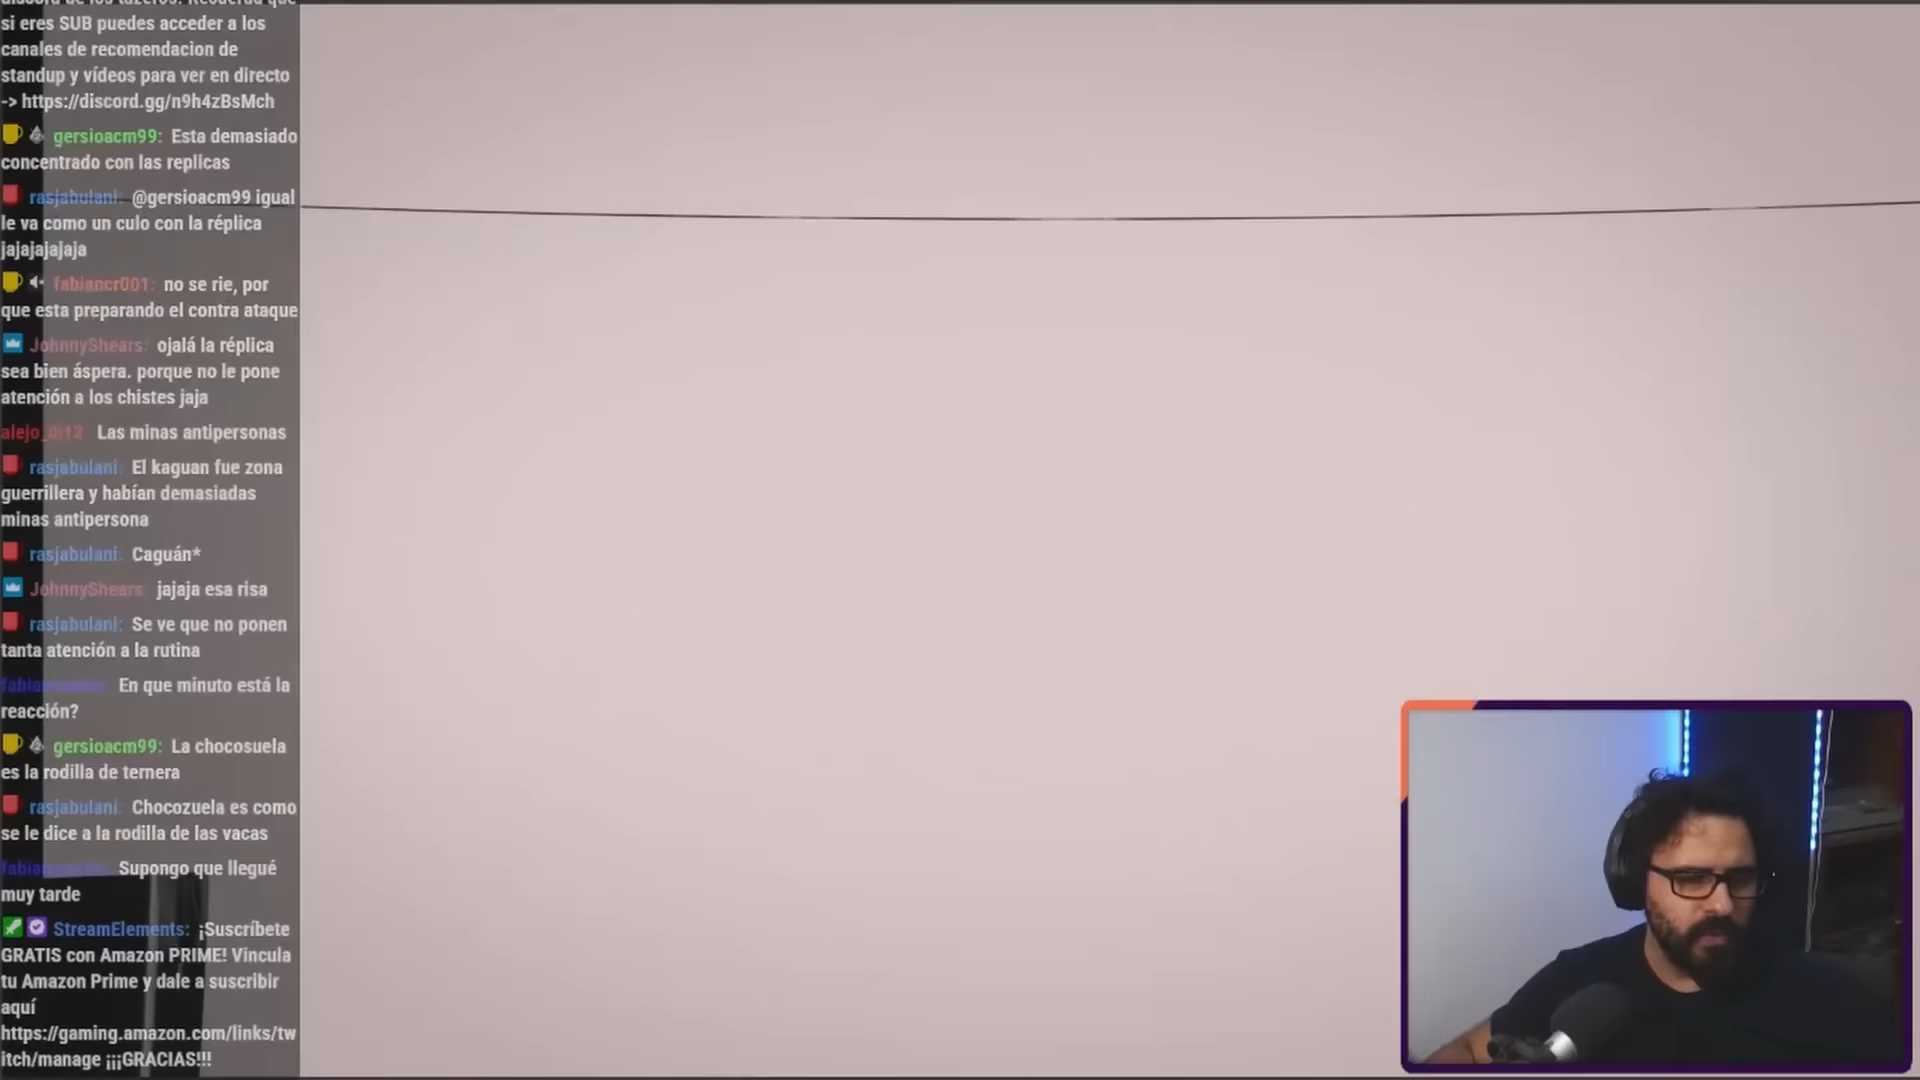 si eres SUB puedes acceder a los
canales de recomendacion de
standup y vídeos para ver en directo
-> https://discord.gg/n9h4zBsMch
gersioacm99: Esta demasiado
concentrado con las replicas
rasjabulani: @gersioacm99 igual
le va como un culo con la réplica
jajajajajaja
fabiancr001: no se rie, por
que esta preparando el contra ataque
JohnnyShears: ojalá la réplica
sea bien áspera. porque no le pone
atención a los chistes jaja
Las minas antipersonas
rasjabulani: El kaguan fue zona
guerrillera y habían demasiadas
minas antipersona
rasjabulani: Caguán*
JohnnyShears jajaja esa risa
rasjabulani: Se ve que no ponen
tanta atención a la rutina
En que minuto está la
reacción?
gersioacm99: La chocosuela
es la rodilla de ternera
rasjabulani: Chocozuela es como
se le dice a la rodilla de las vacas
Supongo que llegué
muy tarde
StreamElements: ¡Suscríbete
GRATIS con Amazon PRIME! Vincula
tu Amazon Prime y dale a suscribir
aquí
https://gaming.amazon.com/links/tw
itch/manage ¡¡¡GRACIAS!!!